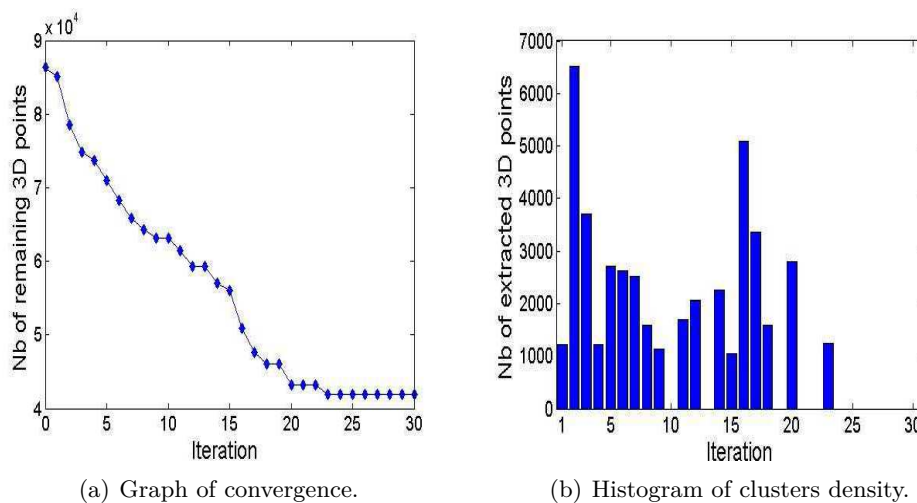 x 10⁴
9
8
7
6
5
4
0 5 10 15 20 25 30
Nb of remaining 3D points
Iteration
(a) Graph of convergence.
7000
6000
5000
4000
3000
2000
1000
0
1 5 10 15 20 25 30
Nb of extracted 3D points
Iteration
(b) Histogram of clusters density.